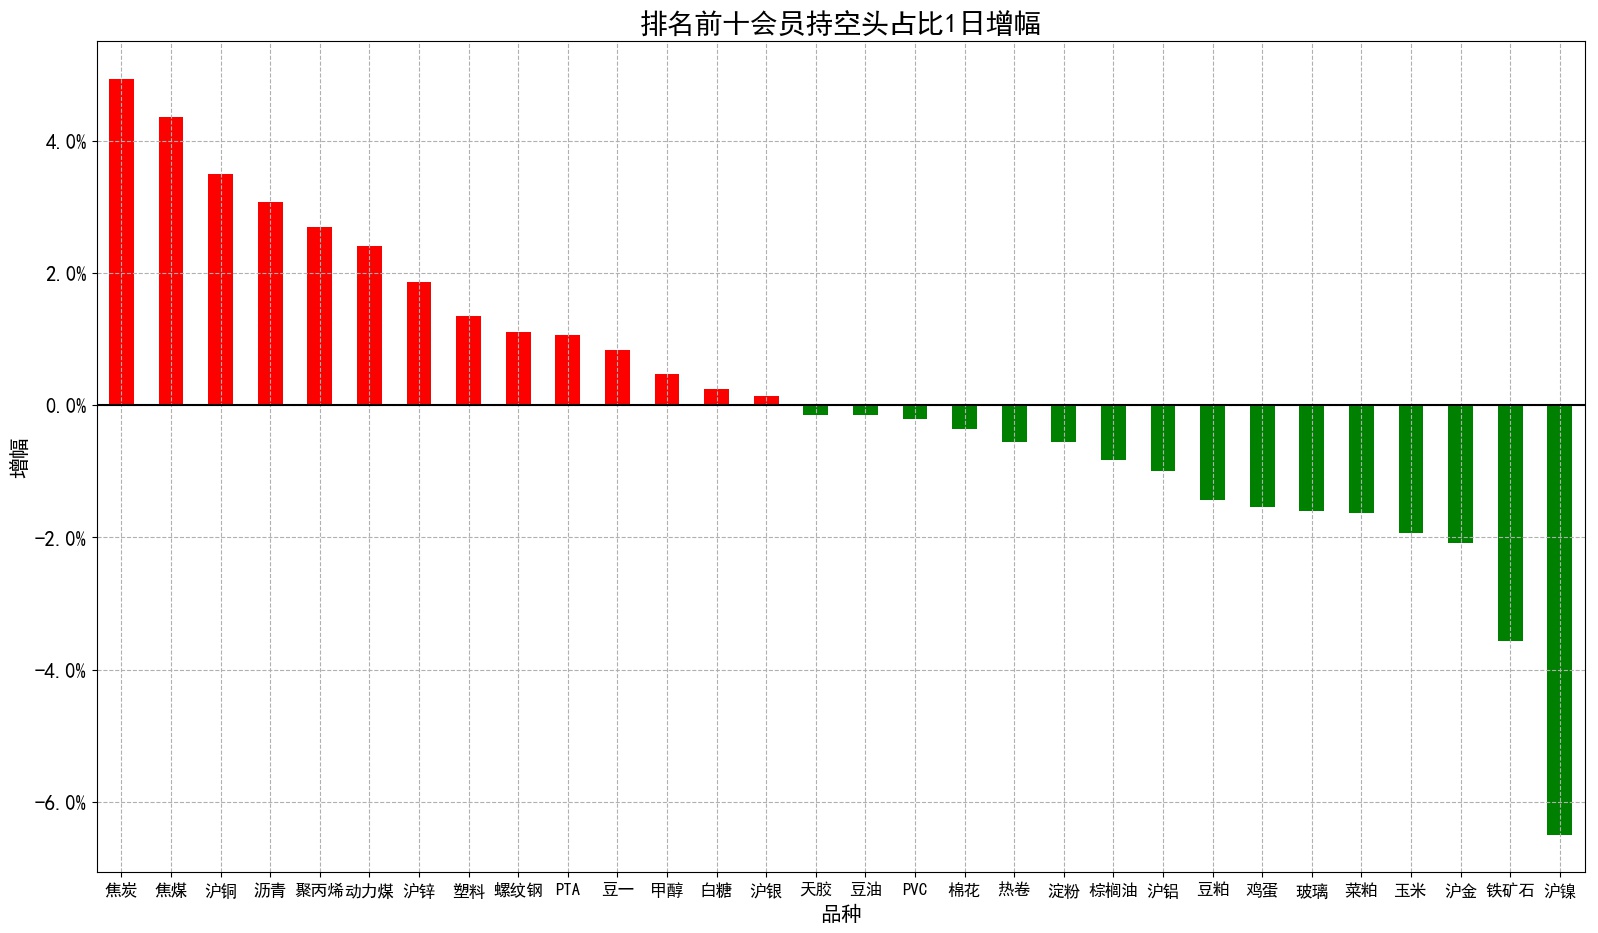 排名前十会员持空头占比1日增幅
4.0%
2.0%
0.0%
-2.0%
-4.0%
-6.0%
增幅
焦炭 焦煤 沪铜 沥青 聚丙烯 动力煤 沪锌 塑料 螺纹钢 PTA 豆一 甲醇 白糖 沪银 天胶 豆油 PVC 棉花 热卷 淀粉 棕榈油 沪铝 豆粕 鸡蛋 玻璃 菜粕 玉米 沪金 铁矿石 沪镍
品种